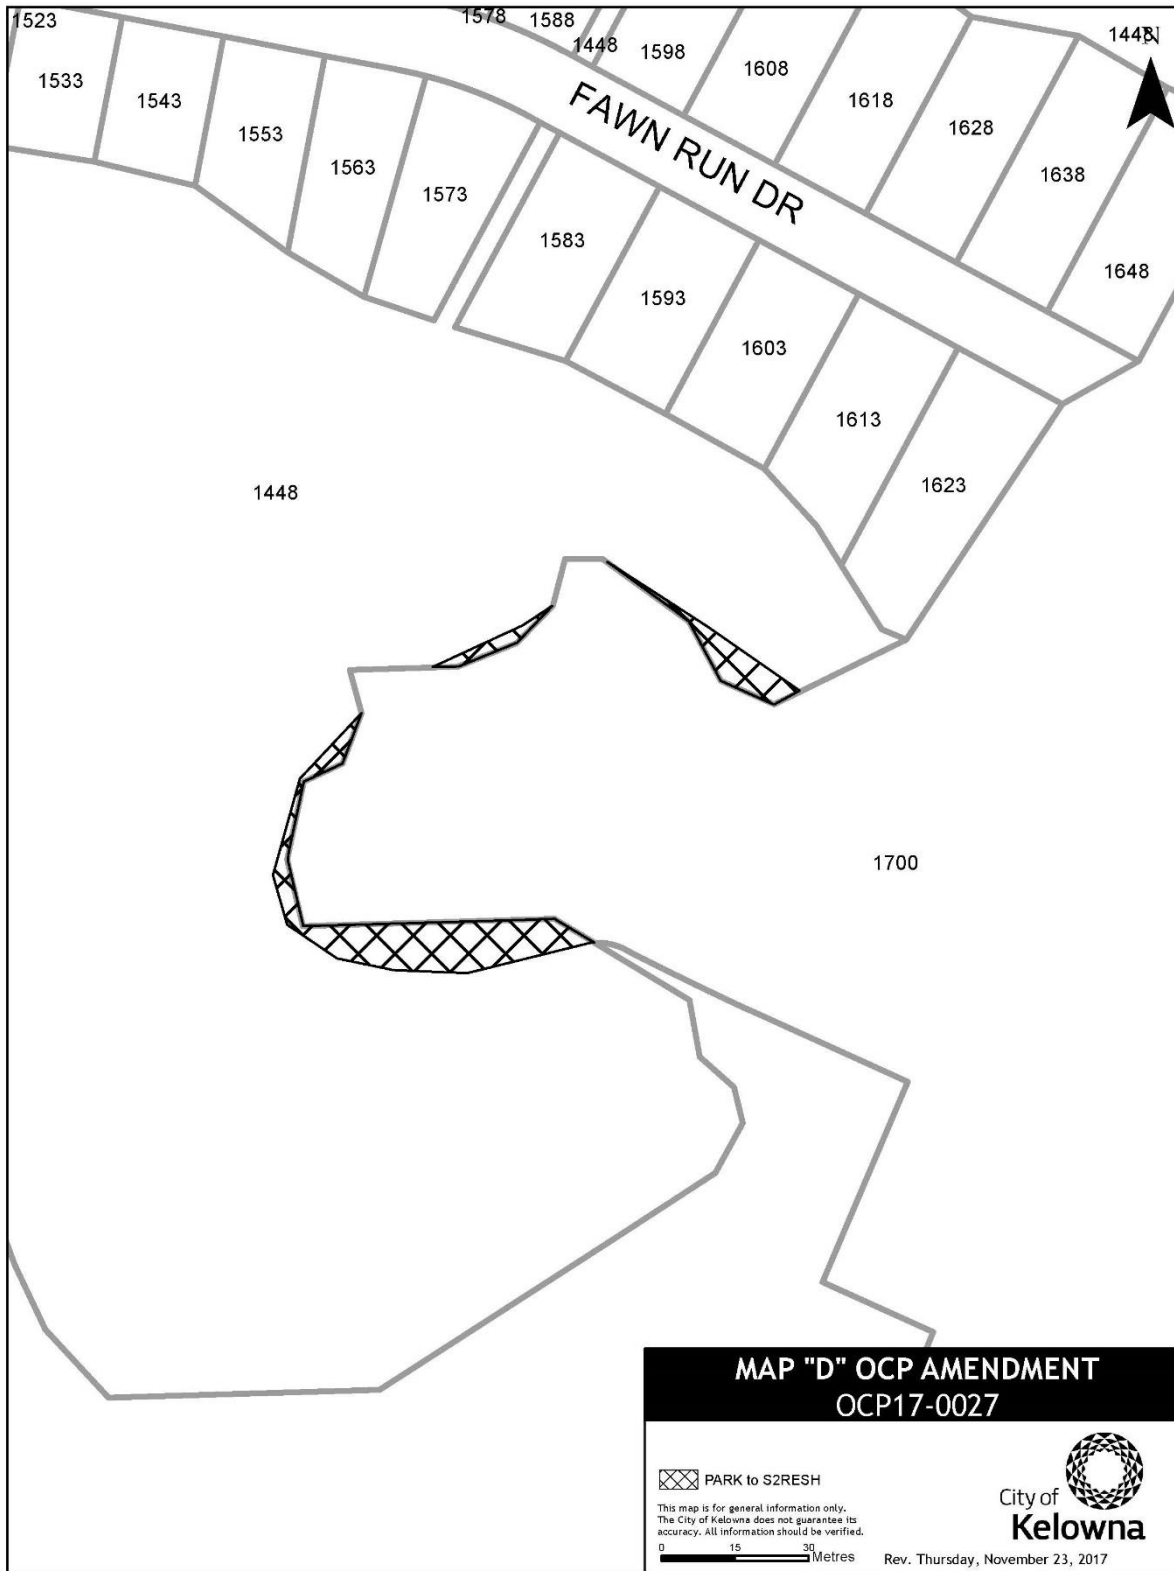 1523
1578
1588
1448
1448
N
1533
1543
1553
1563
1573
1598
1608
1618
1628
1638
1648
FAWN RUN DR
1583
1593
1603
1613
1623
1448
1700
MAP "D" OCP AMENDMENT
OCP17-0027
PARK to S2RESH
This map is for general information only.
The City of Kelowna does not guarantee its
accuracy. All information should be verified.
0 15 30 Metres
City of
Kelowna
Rev. Thursday, November 23, 2017